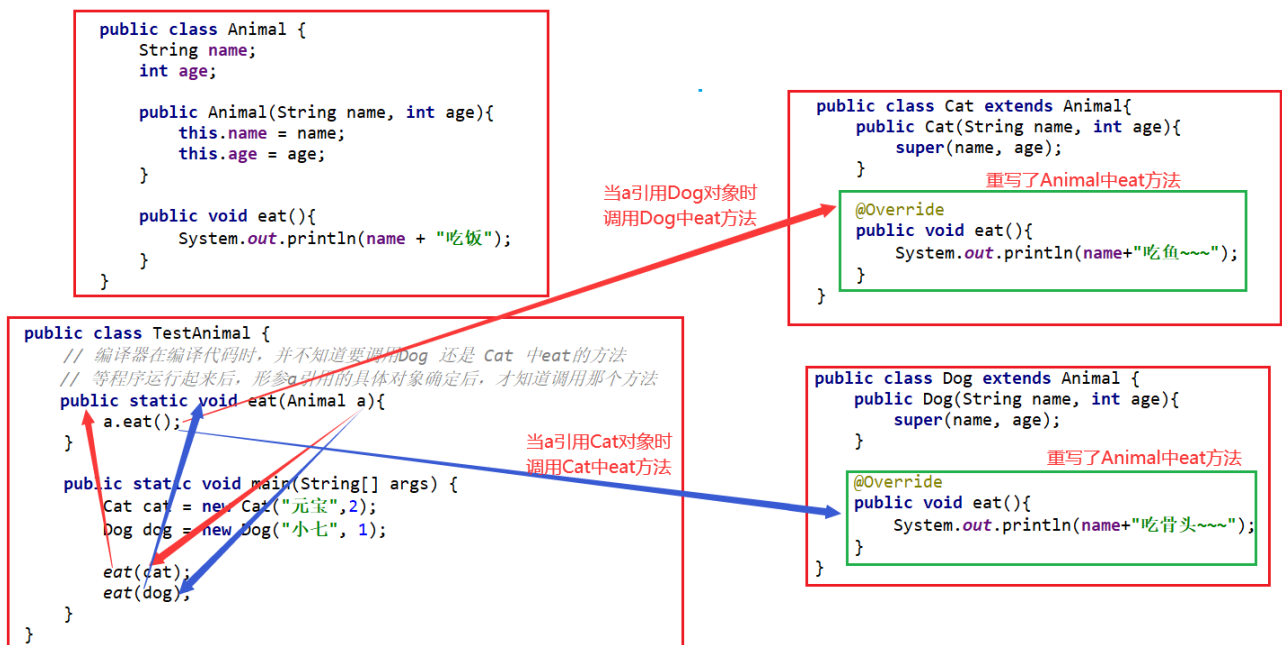 public class Animal {
String name;
int age;
public Animal(String name, int age){
this.name = name;
this.age = age;
}
public void eat(){
System.out.println(name + "吃饭");
}
}
当a引用Dog对象时
调用Dog中eat方法
public class Cat extends Animal{
public Cat(String name, int age){
super(name, age);
}
重写了Animal中eat方法
@Override
public void eat(){
System.out.println(name+"吃鱼~~~");
}
}
public class TestAnimal {
// 编译器在编译代码时，并不知道要调用Dog 还是 Cat 中eat的方法
// 等程序运行起来后，形参a引用的具体对象确定后，才知道调用那个方法
public static void eat(Animal a){
a.eat();
}
public static void main(String[] args) {
Cat cat = new Cat("元宝",2);
Dog dog = new Dog("小七", 1);
eat(cat);
eat(dog);
}
}
当a引用Cat对象时
调用Cat中eat方法
public class Dog extends Animal {
public Dog(String name, int age){
super(name, age);
}
重写了Animal中eat方法
@Override
public void eat(){
System.out.println(name+"吃骨头~~~");
}
}